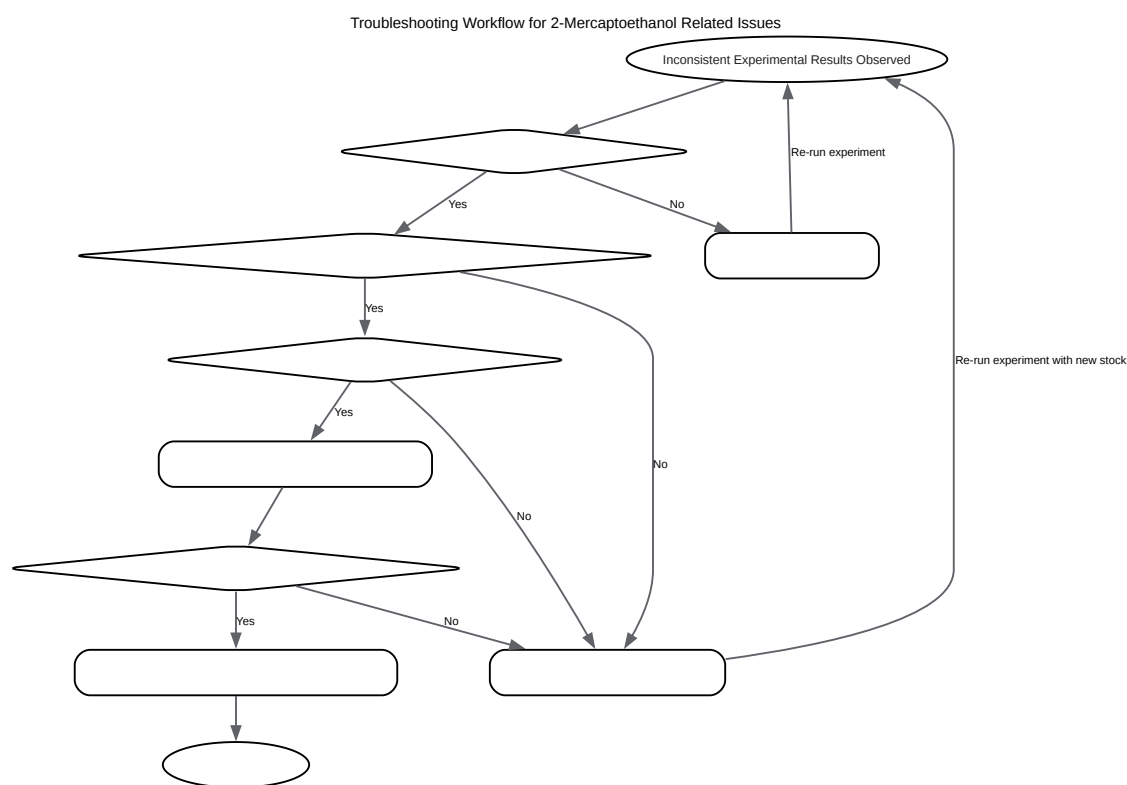 Troubleshooting Workflow for 2-Mercaptoethanol Related Issues
Inconsistent Experimental Results Observed
Re-run experiment
Yes
No
Yes
Re-run experiment with new stock
Yes
No
No
Yes
No